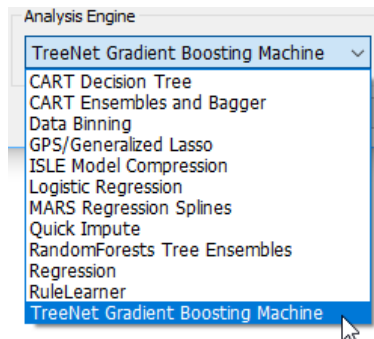 Analysis Engine
TreeNet Gradient Boosting Machine
CART Decision Tree
CART Ensembles and Bagger
Data Binning
GPS/Generalized Lasso
ISLE Model Compression
Logistic Regression
MARS Regression Splines
Quick Impute
RandomForests Tree Ensembles
Regression
RuleLearner
TreeNet Gradient Boosting Machine